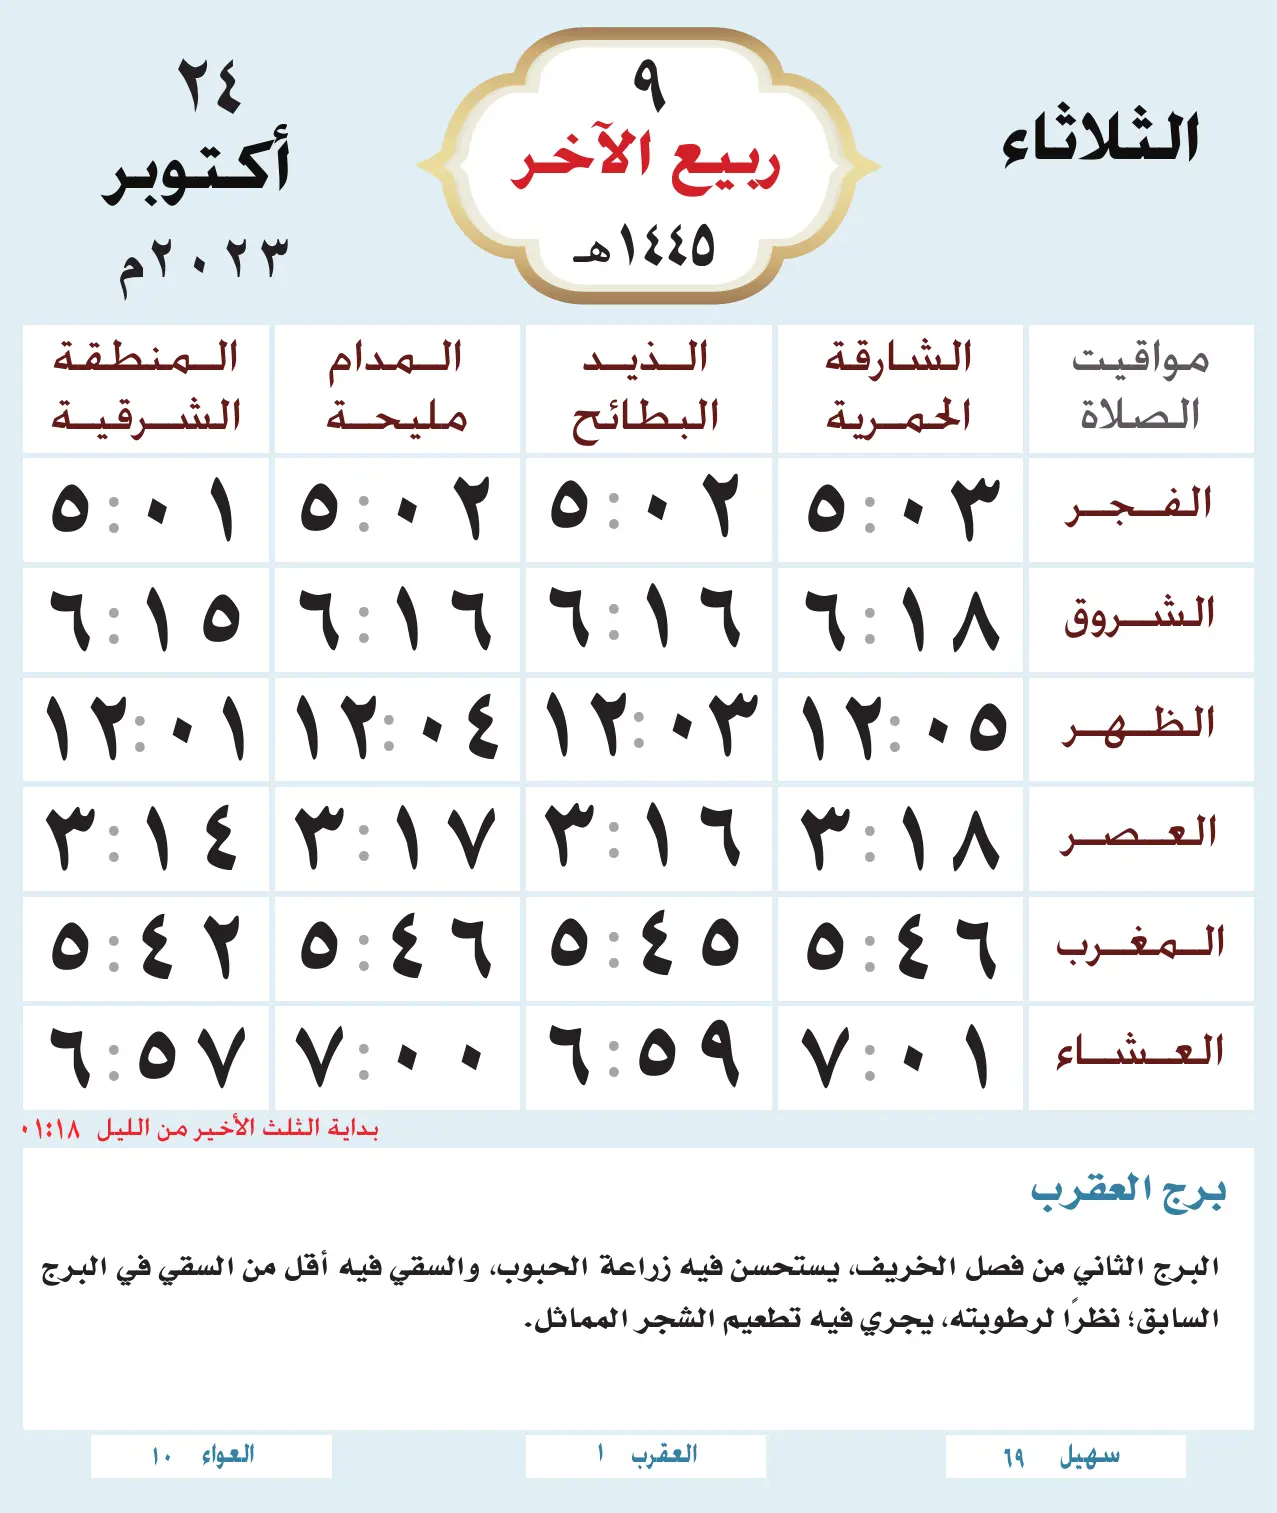 الثلاثاء
٩
ربيع الآخر
١٤٤٥هـ
٢٤
أكتوبر
٢٠٢٣م
مواقيت الصلاة
الشارقة الحمرية
الذيد البطائح
المدام مليحة
المنطقة الشرقية
الفجر ٥:٠٣ ٥:٠٢ ٥:٠٢ ٥:٠١
الشروق ٦:١٨ ٦:١٦ ٦:١٦ ٦:١٥
الظهر ١٢:٠٥ ١٢:٠٣ ١٢:٠٤ ١٢:٠١
العصر ٣:١٨ ٣:١٦ ٣:١٧ ٣:١٤
المغرب ٥:٤٦ ٥:٤٥ ٥:٤٦ ٥:٤٢
العشاء ٧:٠١ ٦:٥٩ ٧:٠٠ ٦:٥٧
بداية الثلث الأخير من الليل ٠١:١٨
برج العقرب
البرج الثاني من فصل الخريف، يستحسن فيه زراعة الحبوب، والسقي فيه أقل من السقي في البرج
السابق؛ نظرًا لرطوبته، يجري فيه تطعيم الشجر المماثل.
سهيل ٦٩
العقرب ١
العواء ١٠